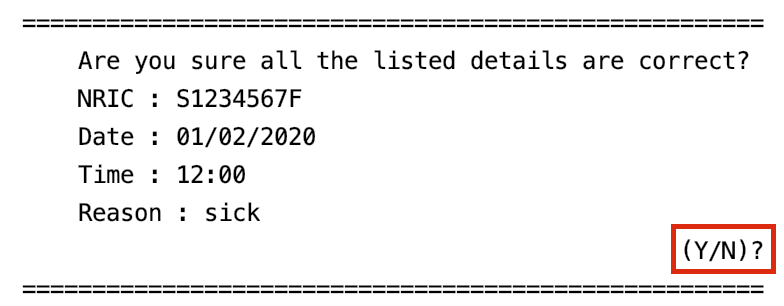 =====================================================
Are you sure all the listed details are correct?
NRIC : S1234567F
Date : 01/02/2020
Time : 12:00
Reason : sick
(Y/N)?
=====================================================